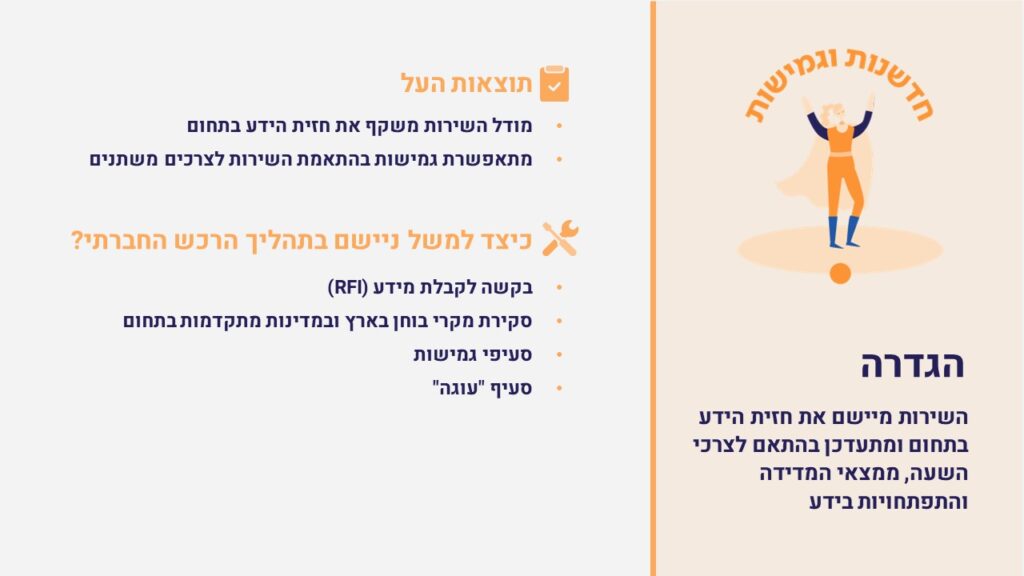 חדשנות וגמישות
הגדרה
השירות מיישם את חזית הידע
בתחום ומתעדכן בהתאם לצרכי
השעה, ממצאי המדידה
והתפתחויות בידע
תוצאות העל
• מודל השירות משקף את חזית הידע בתחום
• מתאפשרת גמישות בהתאמת השירות לצרכים משתנים
כיצד למשל ניישם בתהליך הרכש החברתי?
• בקשה לקבלת מידע (RFI)
• סקירת מקרי בוחן בארץ ובמדינות מתקדמות בתחום
• סעיפי גמישות
• סעיף "עוגה"